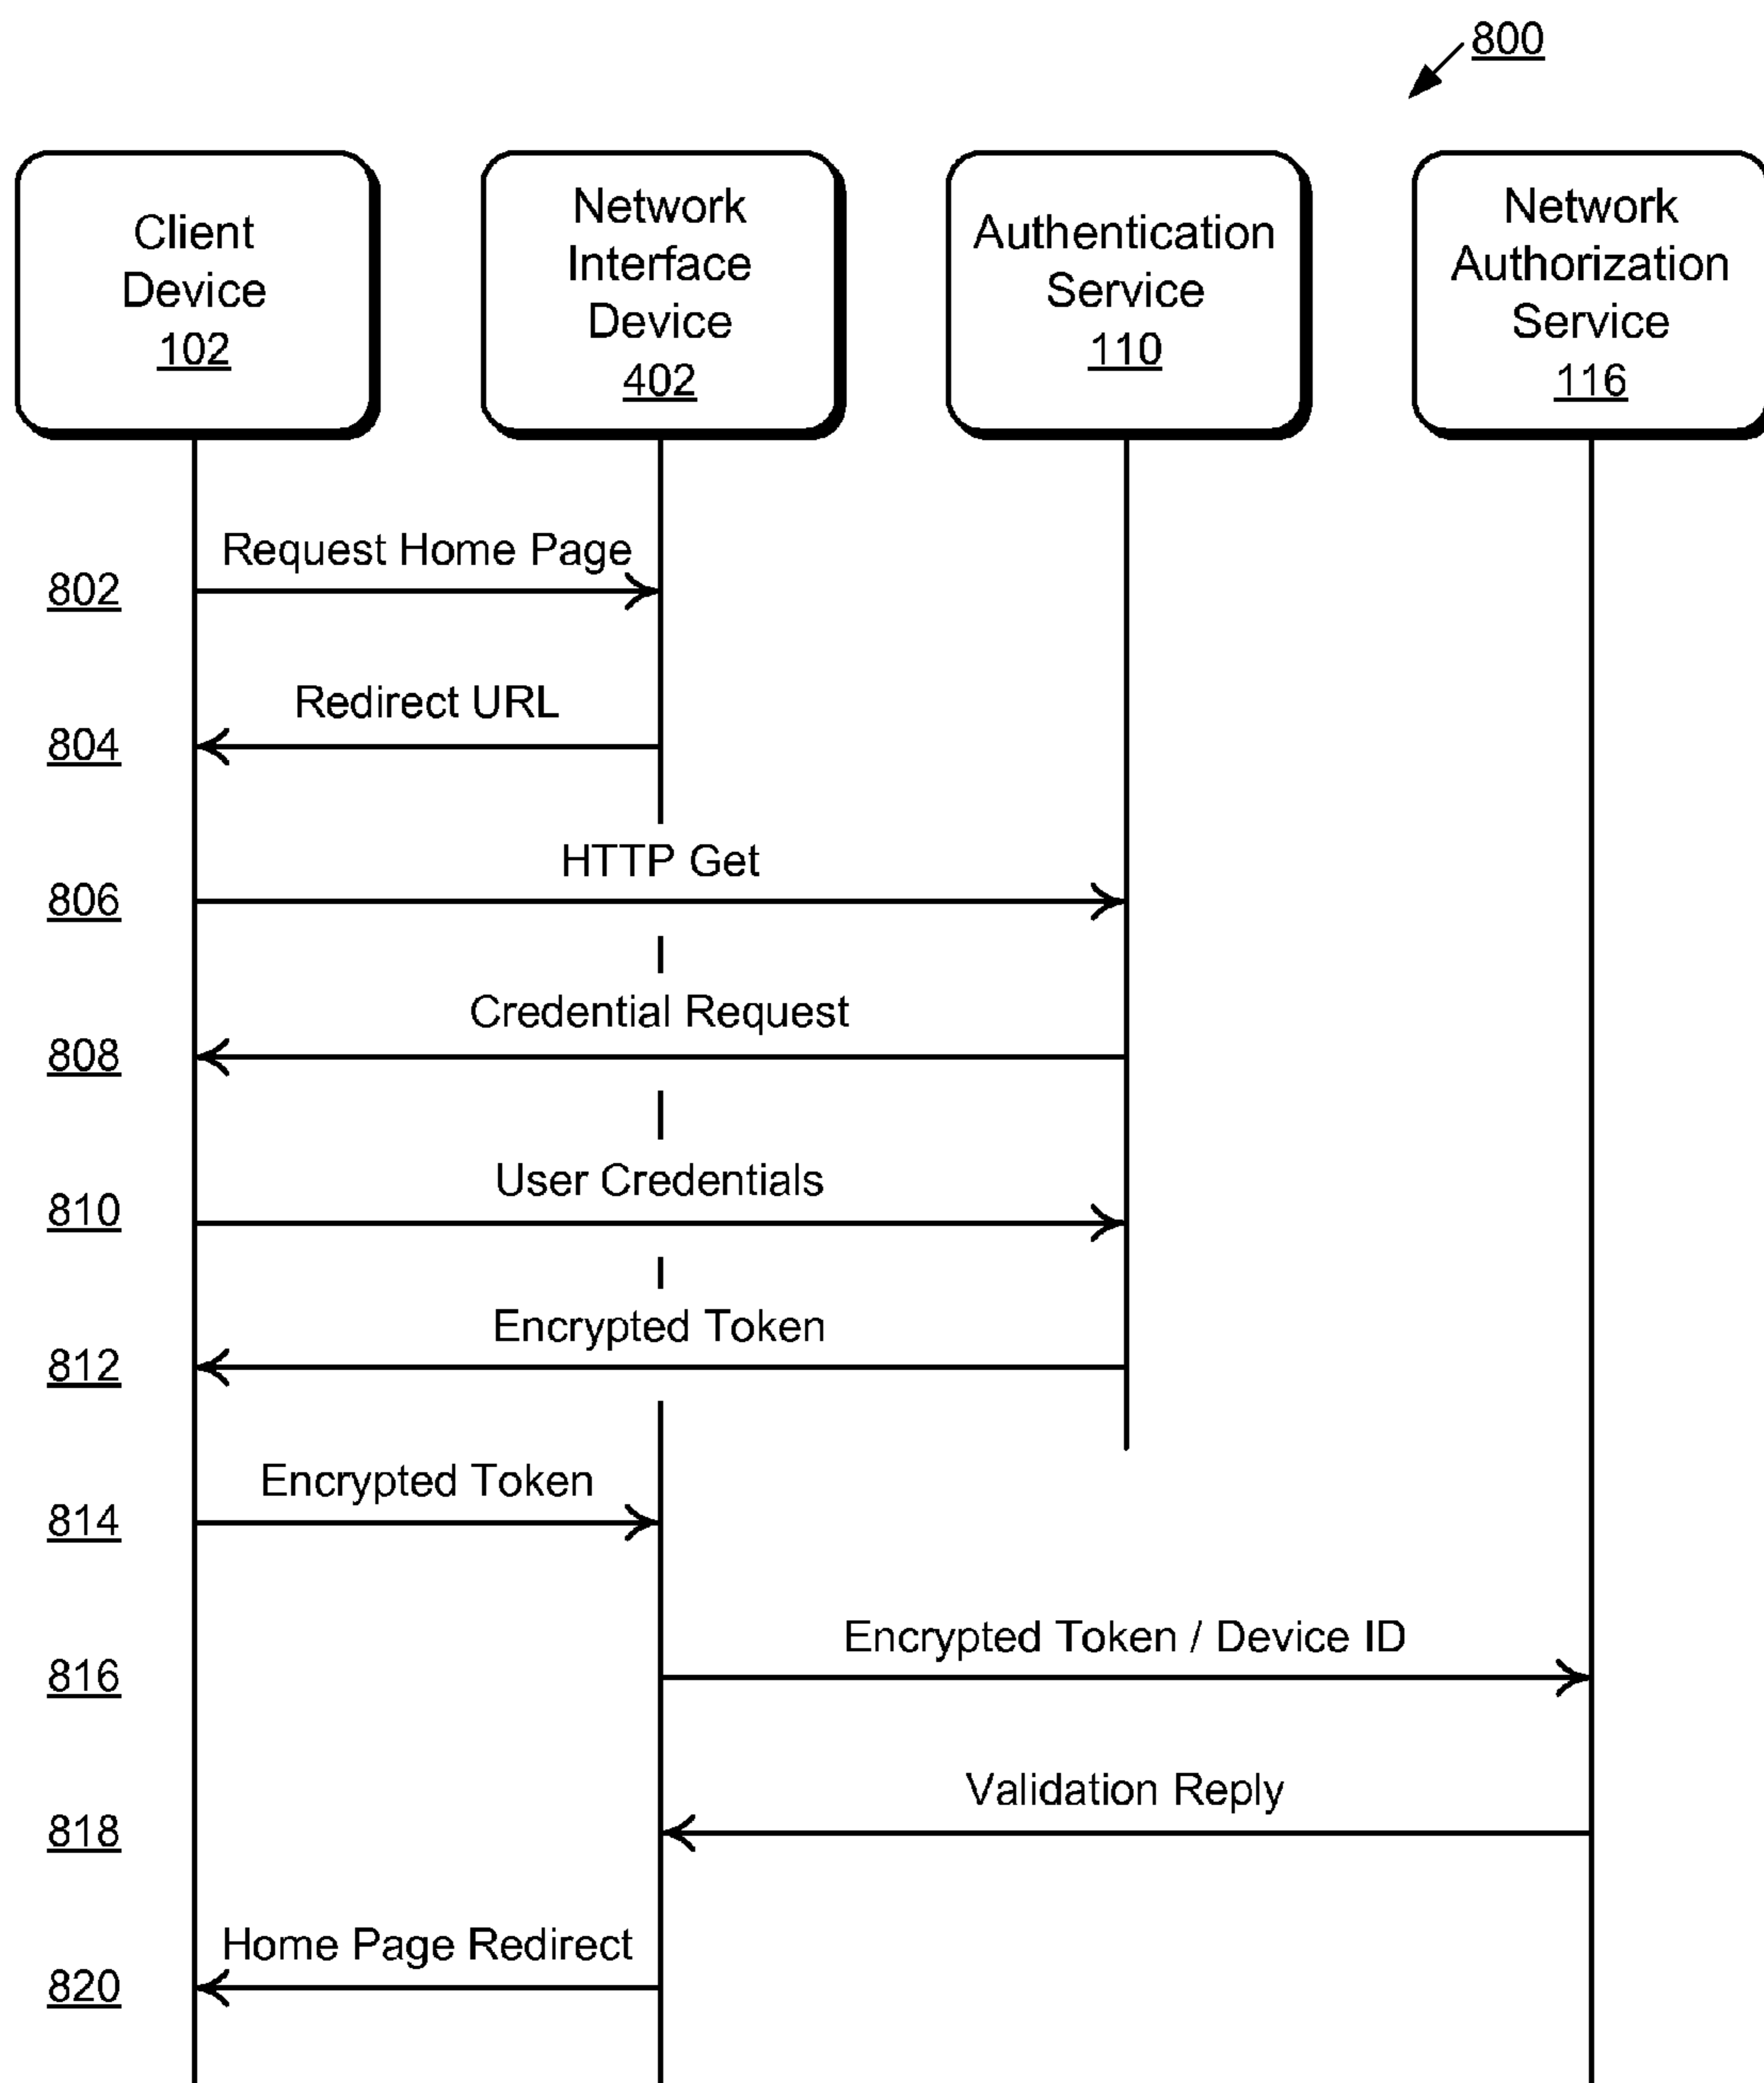 800
Client
Device
102
Network
Interface
Device
402
Authentication
Service
110
Network
Authorization
Service
116
Request Home Page
802
Redirect URL
804
HTTP Get
806
Credential Request
808
User Credentials
810
Encrypted Token
812
Encrypted Token
814
Encrypted Token / Device ID
816
Validation Reply
818
Home Page Redirect
820